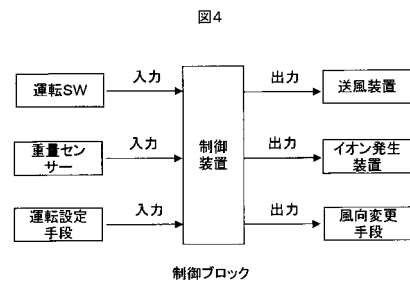 図4
運転SW
入力
出力
送風装置
重量セン
サー
入力
制御
装置
出力
イオン発生
装置
運転設定
手段
入力
出力
風向変更
手段
制御ブロック